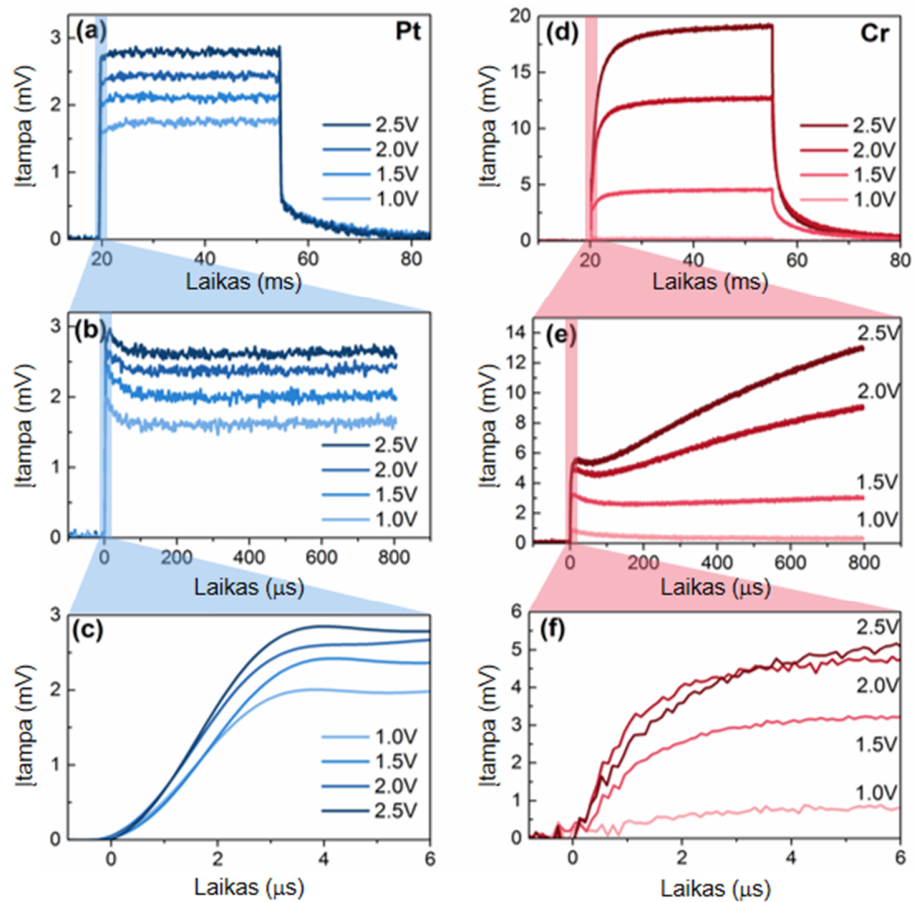 (a)
Pt
|tampa (mV)
3
2
1
0
2.5V
2.0V
1.5V
1.0V
20
40
60
80
Laikas (ms)
(d)
Cr
|tampa (mV)
20
15
10
5
0
2.5V
2.0V
1.5V
1.0V
20
40
60
80
Laikas (ms)
(b)
|tampa (mV)
3
2
1
0
2.5V
2.0V
1.5V
1.0V
0
200
400
600
800
Laikas (μs)
(e)
|tampa (mV)
14
12
10
8
6
4
2
0
2.5V
2.0V
1.5V
1.0V
0
200
400
600
800
Laikas (μs)
(c)
|tampa (mV)
3
2
1
0
1.0V
1.5V
2.0V
2.5V
0
2
4
6
Laikas (μs)
(f)
|tampa (mV)
6
5
4
3
2
1
0
2.5V
2.0V
1.5V
1.0V
0
2
4
6
Laikas (μs)